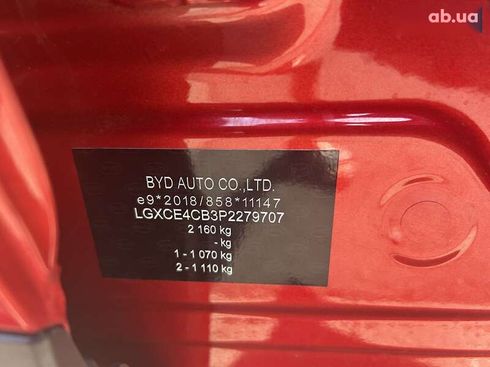 ab.ua
BYD AUTO CO.,LTD.
e9*2018/858*11147
LGXCE4CB3P2279707
2 160 kg
- kg
1 - 1 070 kg
2 - 1 110 kg